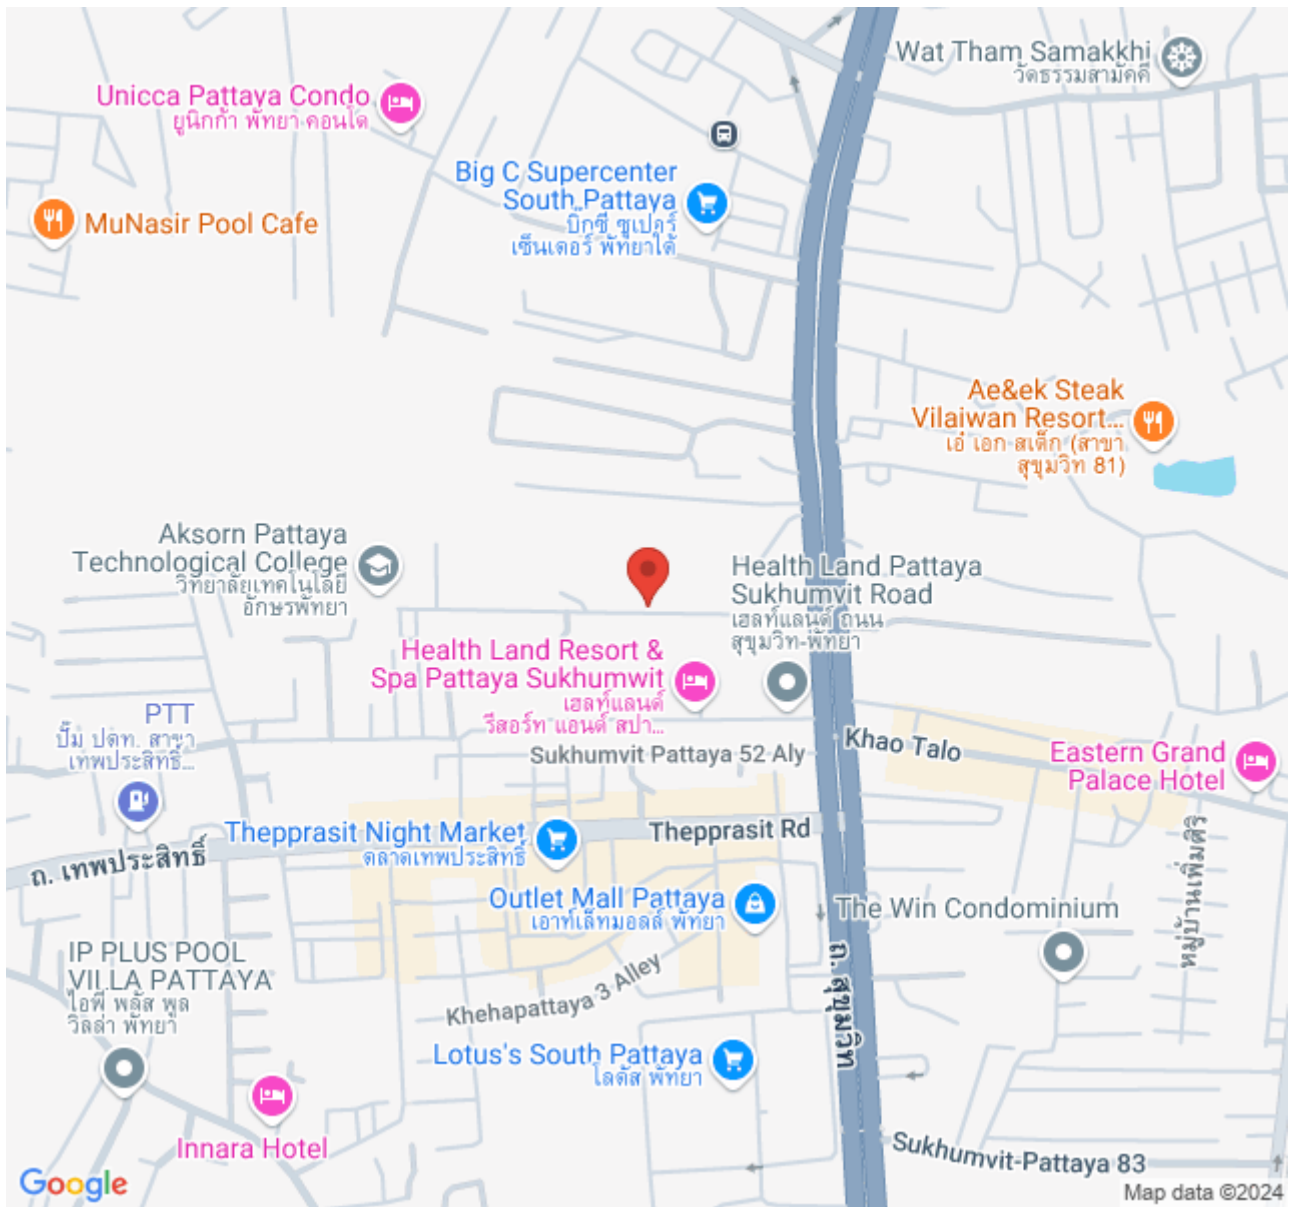 Wat Tham Samakkhi
วัดธรรมสามัคคี
Unicca Pattaya Condo
ยูนิกก้า พัทยา คอนโด
Big C Supercenter
South Pattaya
บิ๊กซี ซูเปอร์
เซ็นเตอร์ พัทยาใต้
MuNasir Pool Cafe
Ae&ek Steak
Vilaiwan Resort...
เอ๋ เอก สเต็ก (สาขา
สุขุมวิท 81)
Aksorn Pattaya
Technological College
วิทยาลัยเทคโนโลยี
อักษรพัทยา
Health Land Pattaya
Sukhumvit Road
เฮลท์แลนด์ ถนน
สุขุมวิท-พัทยา
Health Land Resort &
Spa Pattaya Sukhumwit
เฮลท์แลนด์
รีสอร์ท แอนด์ สปา...
PTT
ปั๊ม ปตท. สาขา
เทพประสิทธิ์...
Sukhumvit Pattaya 52 Aly
Khao Talo
Eastern Grand
Palace Hotel
Thepprasit Night Market
ตลาดเทพประสิทธิ์
Thepprasit Rd
ถ. เทพประสิทธิ์
หมู่บ้านเพิ่มศิริ
Outlet Mall Pattaya
เอาท์เล็ทมอลล์ พัทยา
The Win Condominium
IP PLUS POOL
VILLA PATTAYA
ไอพี พลัส พูล
วิลล่า พัทยา
Khehapattaya 3 Alley
ถ. สุขุมวิท
Lotus's South Pattaya
โลตัส พัทยา
Innara Hotel
Sukhumvit-Pattaya 83
Google
Map data ©2024